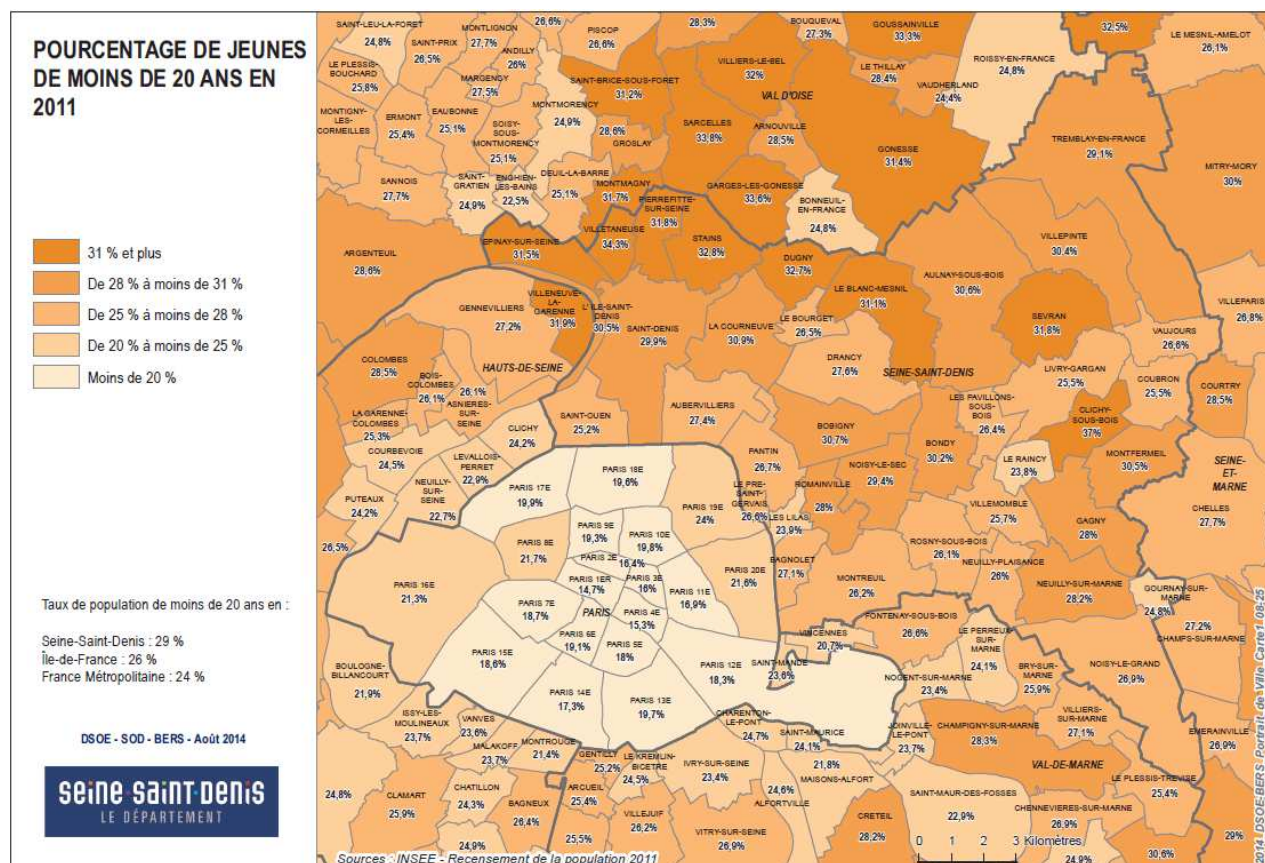 POURCENTAGE DE JEUNES
DE MOINS DE 20 ANS EN
2011
31 % et plus
De 28 % à moins de 31 %
De 25 % à moins de 28 %
De 20 % à moins de 25 %
Moins de 20 %
Taux de population de moins de 20 ans en :
Seine-Saint-Denis : 29 %
Île-de-France : 26 %
France Métropolitaine : 24 %
DSOE - SOD - BERS - Août 2014
seine-saint-denis
LE DÉPARTEMENT
SAINT-LEU-LA-FORET
24,8%
SAINT-PRIX
26,5%
MONTLIGNON
27,7%
ANDILLY
26%
26,6%
PISCOP
26,6%
28,3%
BOUQUEVAL
27,3%
GOUSSAINVILLE
33,3%
32,5%
LE MESNIL-AMELOT
26,1%
LE PLESSIS-
BOUCHARD
25,8%
MARGENCY
27,5%
SAINT-BRICE-SOUS-FORET
31,2%
VILLIERS-LE-BEL
32%
VAL D'OISE
LE THILLAY
28,4%
VAUDHERLAND
24,4%
ROISSY-EN-FRANCE
24,8%
MONTIGNY-
LES-
CORMEILLES
ERMONT
25,4%
EAUBONNE
25,1%
SOISY-
SOUS-
MONTMORENCY
25,1%
MONTMORENCY
24,9%
28,6%
GROSLAY
SARCELLES
33,8%
ARNOUVILLE
28,5%
GONESSE
31,4%
TREMBLAY-EN-FRANCE
29,1%
MITRY-MORY
30%
SANNOIS
27,7%
SAINT-
GRATIEN
24,9%
ENGHIEN-
LES-BAINS
22,5%
DEUIL-LA-BARRE
25,1%
MONTMAGNY
31,7%
GARGES-LES-GONESSE
33,6%
BONNEUIL-
EN-FRANCE
24,8%
PIERREFITTE-
SUR-SEINE
31,8%
VILLETANEUSE
34,3%
STAINS
32,8%
EPINAY-SUR-SEINE
31,5%
ARGENTEUIL
28,6%
DUGNY
32,7%
VILLEPINTE
30,4%
AULNAY-SOUS-BOIS
30,6%
LE BLANC-MESNIL
31,1%
SEVRAN
31,8%
VILLEPARIS
26,8%
GENNEVILLIERS
27,2%
VILLENEUVE-
LA-
GARENNE
31,9%
L' ILE-SAINT-
DENIS
30,5%
SAINT-DENIS
29,9%
LA COURNEUVE
30,9%
LE BOURGET
26,5%
DRANCY
27,6%
SEINE-SAINT-DENIS
VAUJOURS
26,6%
LIVRY-GARGAN
25,5%
COUBRON
25,5%
COURTRY
28,5%
COLOMBES
28,5%
BOIS-
COLOMBES
26,1%
HAUTS-DE-SEINE
26,1%
ASNIERES-
SUR-
SEINE
LA GARENNE-
COLOMBES
25,3%
SAINT-OUEN
25,2%
AUBERVILLIERS
27,4%
BOBIGNY
30,7%
BONDY
30,2%
LES PAVILLONS-
SOUS-
BOIS
26,4%
CLICHY-
SOUS-BOIS
37%
CLICHY
24,2%
COURBEVOIE
24,5%
LEVALLOIS-
PERRET
22,9%
PANTIN
26,7%
NOISY-LE-SEC
29,4%
LE RAINCY
23,8%
MONTFERMEIL
30,5%
SEINE-
ET-
MARNE
PUTEAUX
24,2%
NEUILLY-
SUR-
SEINE
22,7%
PARIS 17E
19,9%
PARIS 18E
19,6%
PARIS 19E
24%
LE PRE-
SAINT-
GERVAIS
26,6%
ROMAINVILLE
28%
LES LILAS
23,9%
VILLEMOMBLE
25,7%
GAGNY
28%
CHELLES
27,7%
26,5%
PARIS 8E
21,7%
PARIS 9E
19,3%
PARIS 10E
19,8%
PARIS 2E
16,4%
BAGNOLET
27,1%
ROSNY-SOUS-BOIS
26,1%
NEUILLY-PLAISANCE
26%
PARIS 16E
21,3%
PARIS 1ER
14,7%
PARIS 3E
16%
PARIS 11E
16,9%
PARIS 20E
21,6%
MONTREUIL
26,2%
NEUILLY-SUR-MARNE
28,2%
GOURNAY-SUR-
MARNE
24,8%
PARIS 7E
18,7%
PARIS
PARIS 4E
15,3%
PARIS 6E
19,1%
PARIS 5E
18%
FONTENAY-SOUS-BOIS
26,6%
VINCENNES
20,7%
LE PERREUX
SUR-
MARNE
24,1%
27,2%
CHAMPS-SUR-MARNE
PARIS 15E
18,6%
PARIS 12E
18,3%
SAINT-MANDE
23,6%
NOGENT-SUR-MARNE
23,4%
BRY-SUR-
MARNE
25,9%
NOISY-LE-GRAND
26,9%
BOULOGNE-
BILLANCOURT
21,9%
PARIS 14E
17,3%
PARIS 13E
19,7%
CHARENTON-
LE-PONT
24,7%
SAINT-MAURICE
24,1%
JOINVILLE-
LE-PONT
23,7%
CHAMPIGNY-SUR-MARNE
28,3%
VILLIERS-
SUR-MARNE
27,1%
EMERAINVILLE
26,9%
ISSY-LES-
MOULINEAUX
23,7%
VANVES
23,6%
MALAKOFF
23,7%
MONTROUGE
21,4%
GENTILLY
25,2%
LE KREMLIN-
BICETRE
24,5%
IVRY-SUR-SEINE
23,4%
21,8%
MAISONS-ALFORT
VAL-DE-MARNE
LE PLESSIS-TREVISE
25,4%
24,8%
CLAMART
25,9%
CHATILLON
24,3%
BAGNEUX
26,4%
ARCUEIL
25,4%
VILLEJUIF
26,2%
24,6%
ALFORTVILLE
SAINT-MAUR-DES-FOSSES
22,9%
CHENNEVIERES-SUR-MARNE
26,9%
VITRY-SUR-SEINE
26,9%
CRETEIL
28,2%
24,9%
25,5%
24,9%
30,6%
29%
0 1 2 3 Kilomètres
Sources : INSEE - Recensement de la population 2011
2014 DSOE-BERS Portrait de Ville-Carte1 08-25